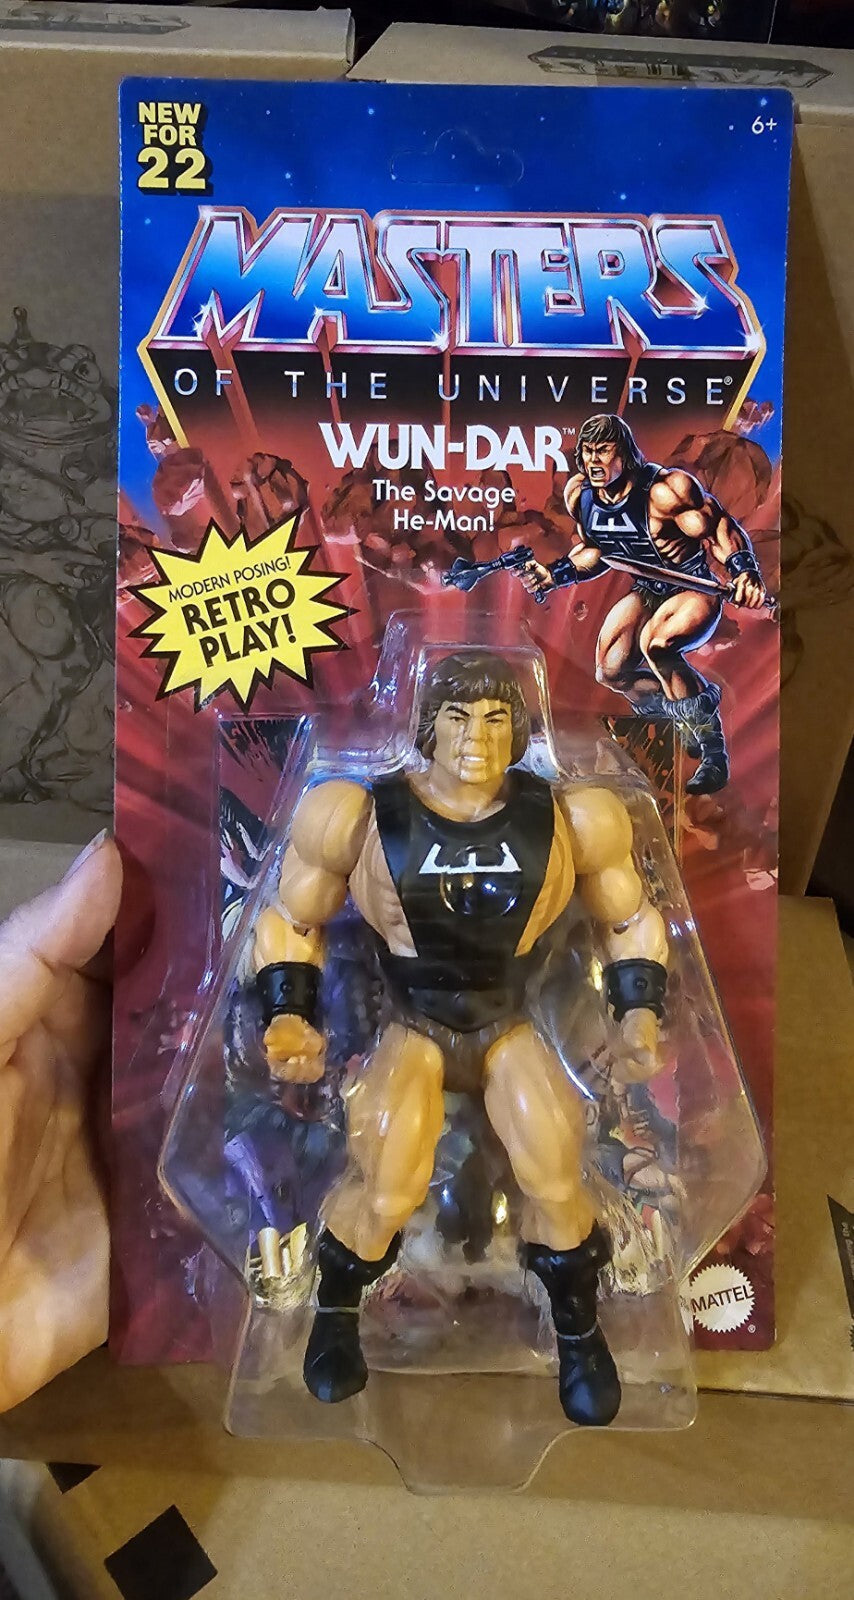 NEW
FOR
22
6+
MASTERS
OF THE UNIVERSE®
WUN-DAR™
The Savage
He-Man!
MODERN POSING!
RETRO
PLAY!
MATTEL
®